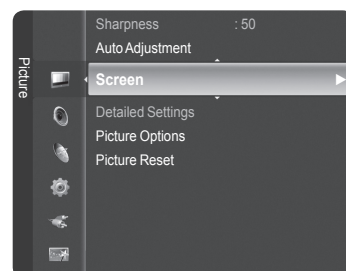 Picture
Sharpness : 50
Auto Adjustment
Screen
Detailed Settings
Picture Options
Picture Reset